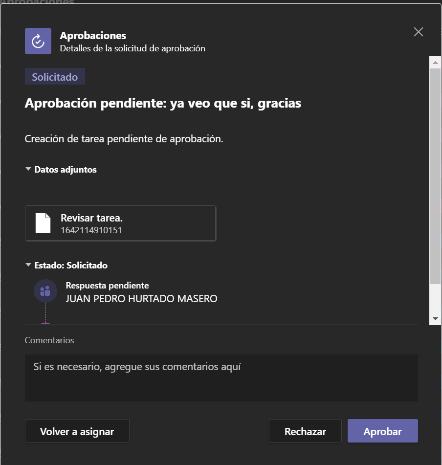 Aprobaciones
Aprobaciones
Detalles de la solicitud de aprobación
Solicitado
Aprobación pendiente: ya veo que si, gracias
Creación de tarea pendiente de aprobación.
Datos adjuntos
Revisar tarea.
1642114910151
Estado: Solicitado
Respuesta pendiente
JUAN PEDRO HURTADO MASERO
Comentarios
Si es necesario, agregue sus comentarios aquí
Volver a asignar
Rechazar
Aprobar